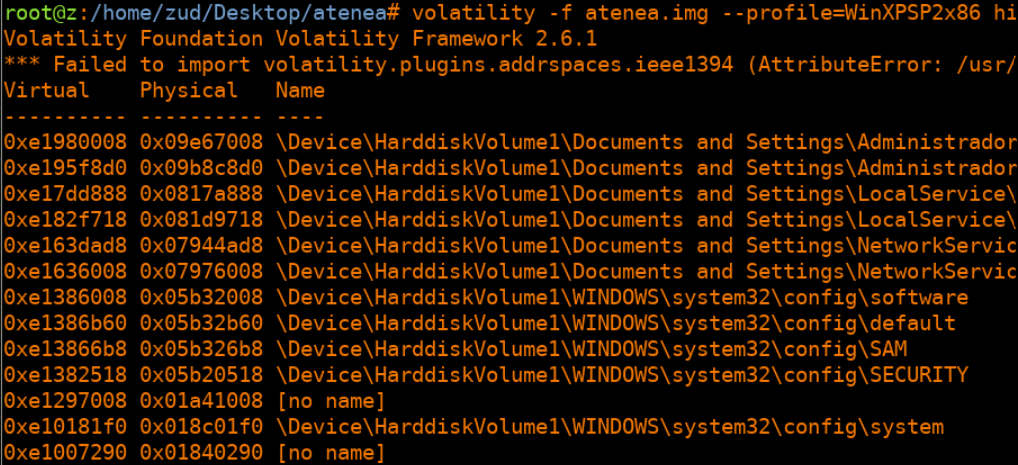 root@z:/home/zud/Desktop/atenea# volatility -f atenea.img --profile=WinXPSP2x86 hi
Volatility Foundation Volatility Framework 2.6.1
*** Failed to import volatility.plugins.addrspaces.ieee1394 (AttributeError: /usr/
Virtual    Physical   Name
---------- ---------- ----
0xe1980008 0x09e67008 \Device\HarddiskVolume1\Documents and Settings\Administrador
0xe195f8d0 0x09b8c8d0 \Device\HarddiskVolume1\Documents and Settings\Administrador
0xe17dd888 0x0817a888 \Device\HarddiskVolume1\Documents and Settings\LocalService\
0xe182f718 0x081d9718 \Device\HarddiskVolume1\Documents and Settings\LocalService\
0xe163dad8 0x07944ad8 \Device\HarddiskVolume1\Documents and Settings\NetworkServic
0xe1636008 0x07976008 \Device\HarddiskVolume1\Documents and Settings\NetworkServic
0xe1386008 0x05b32008 \Device\HarddiskVolume1\WINDOWS\system32\config\software
0xe1386b60 0x05b32b60 \Device\HarddiskVolume1\WINDOWS\system32\config\default
0xe13866b8 0x05b326b8 \Device\HarddiskVolume1\WINDOWS\system32\config\SAM
0xe1382518 0x05b20518 \Device\HarddiskVolume1\WINDOWS\system32\config\SECURITY
0xe1297008 0x01a41008 [no name]
0xe10181f0 0x018c01f0 \Device\HarddiskVolume1\WINDOWS\system32\config\system
0xe1007290 0x01840290 [no name]